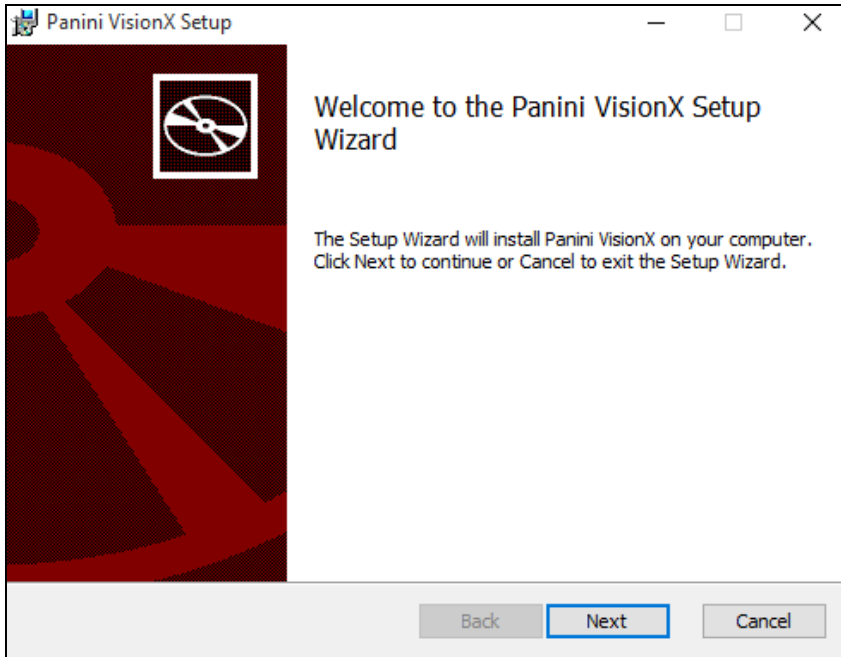 Panini VisionX Setup
Welcome to the Panini VisionX Setup
Wizard
The Setup Wizard will install Panini VisionX on your computer.
Click Next to continue or Cancel to exit the Setup Wizard.
Back Next Cancel